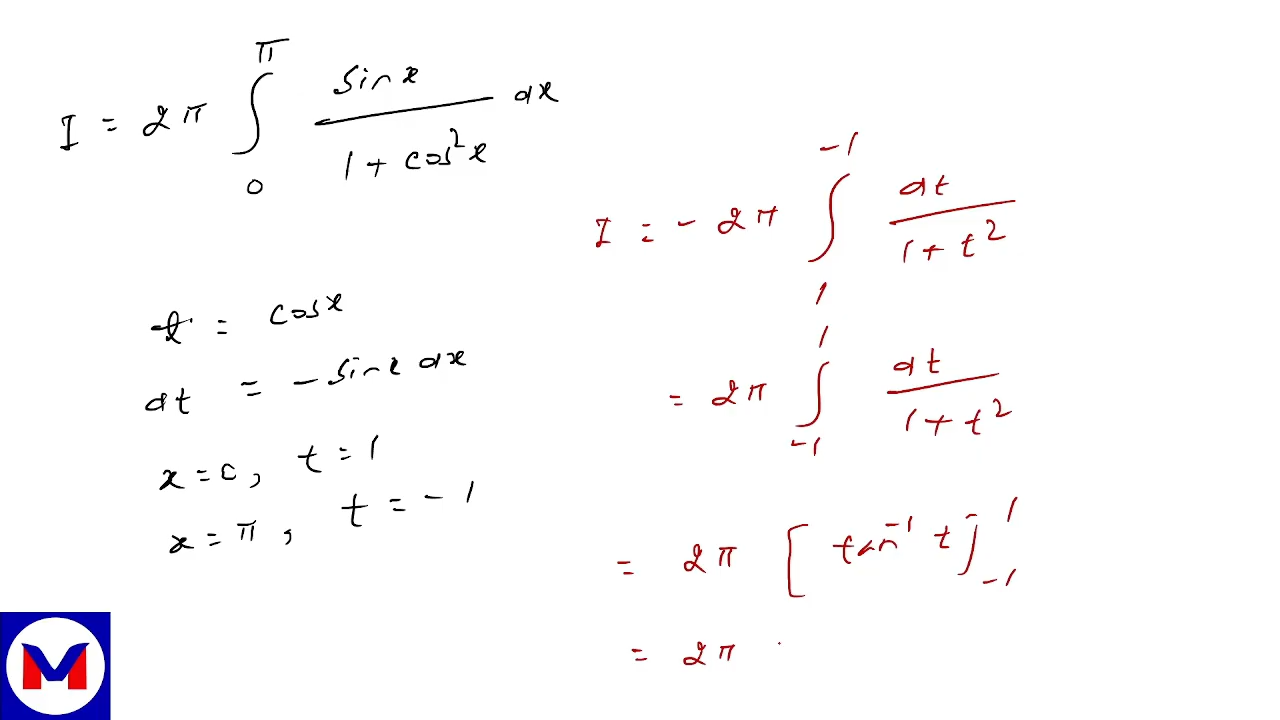 I = 2π ∫₀^π sin x / (1 + cos²x) dx
t = cos x
dt = − sin x dx
x = 0, t = 1
x = π, t = − 1
I = − 2π ∫₁^−1 dt / (1 + t²)
= 2π ∫₋₁^1 dt / (1 + t²)
= 2π [tan⁻¹ t]₋₁^1
= 2π